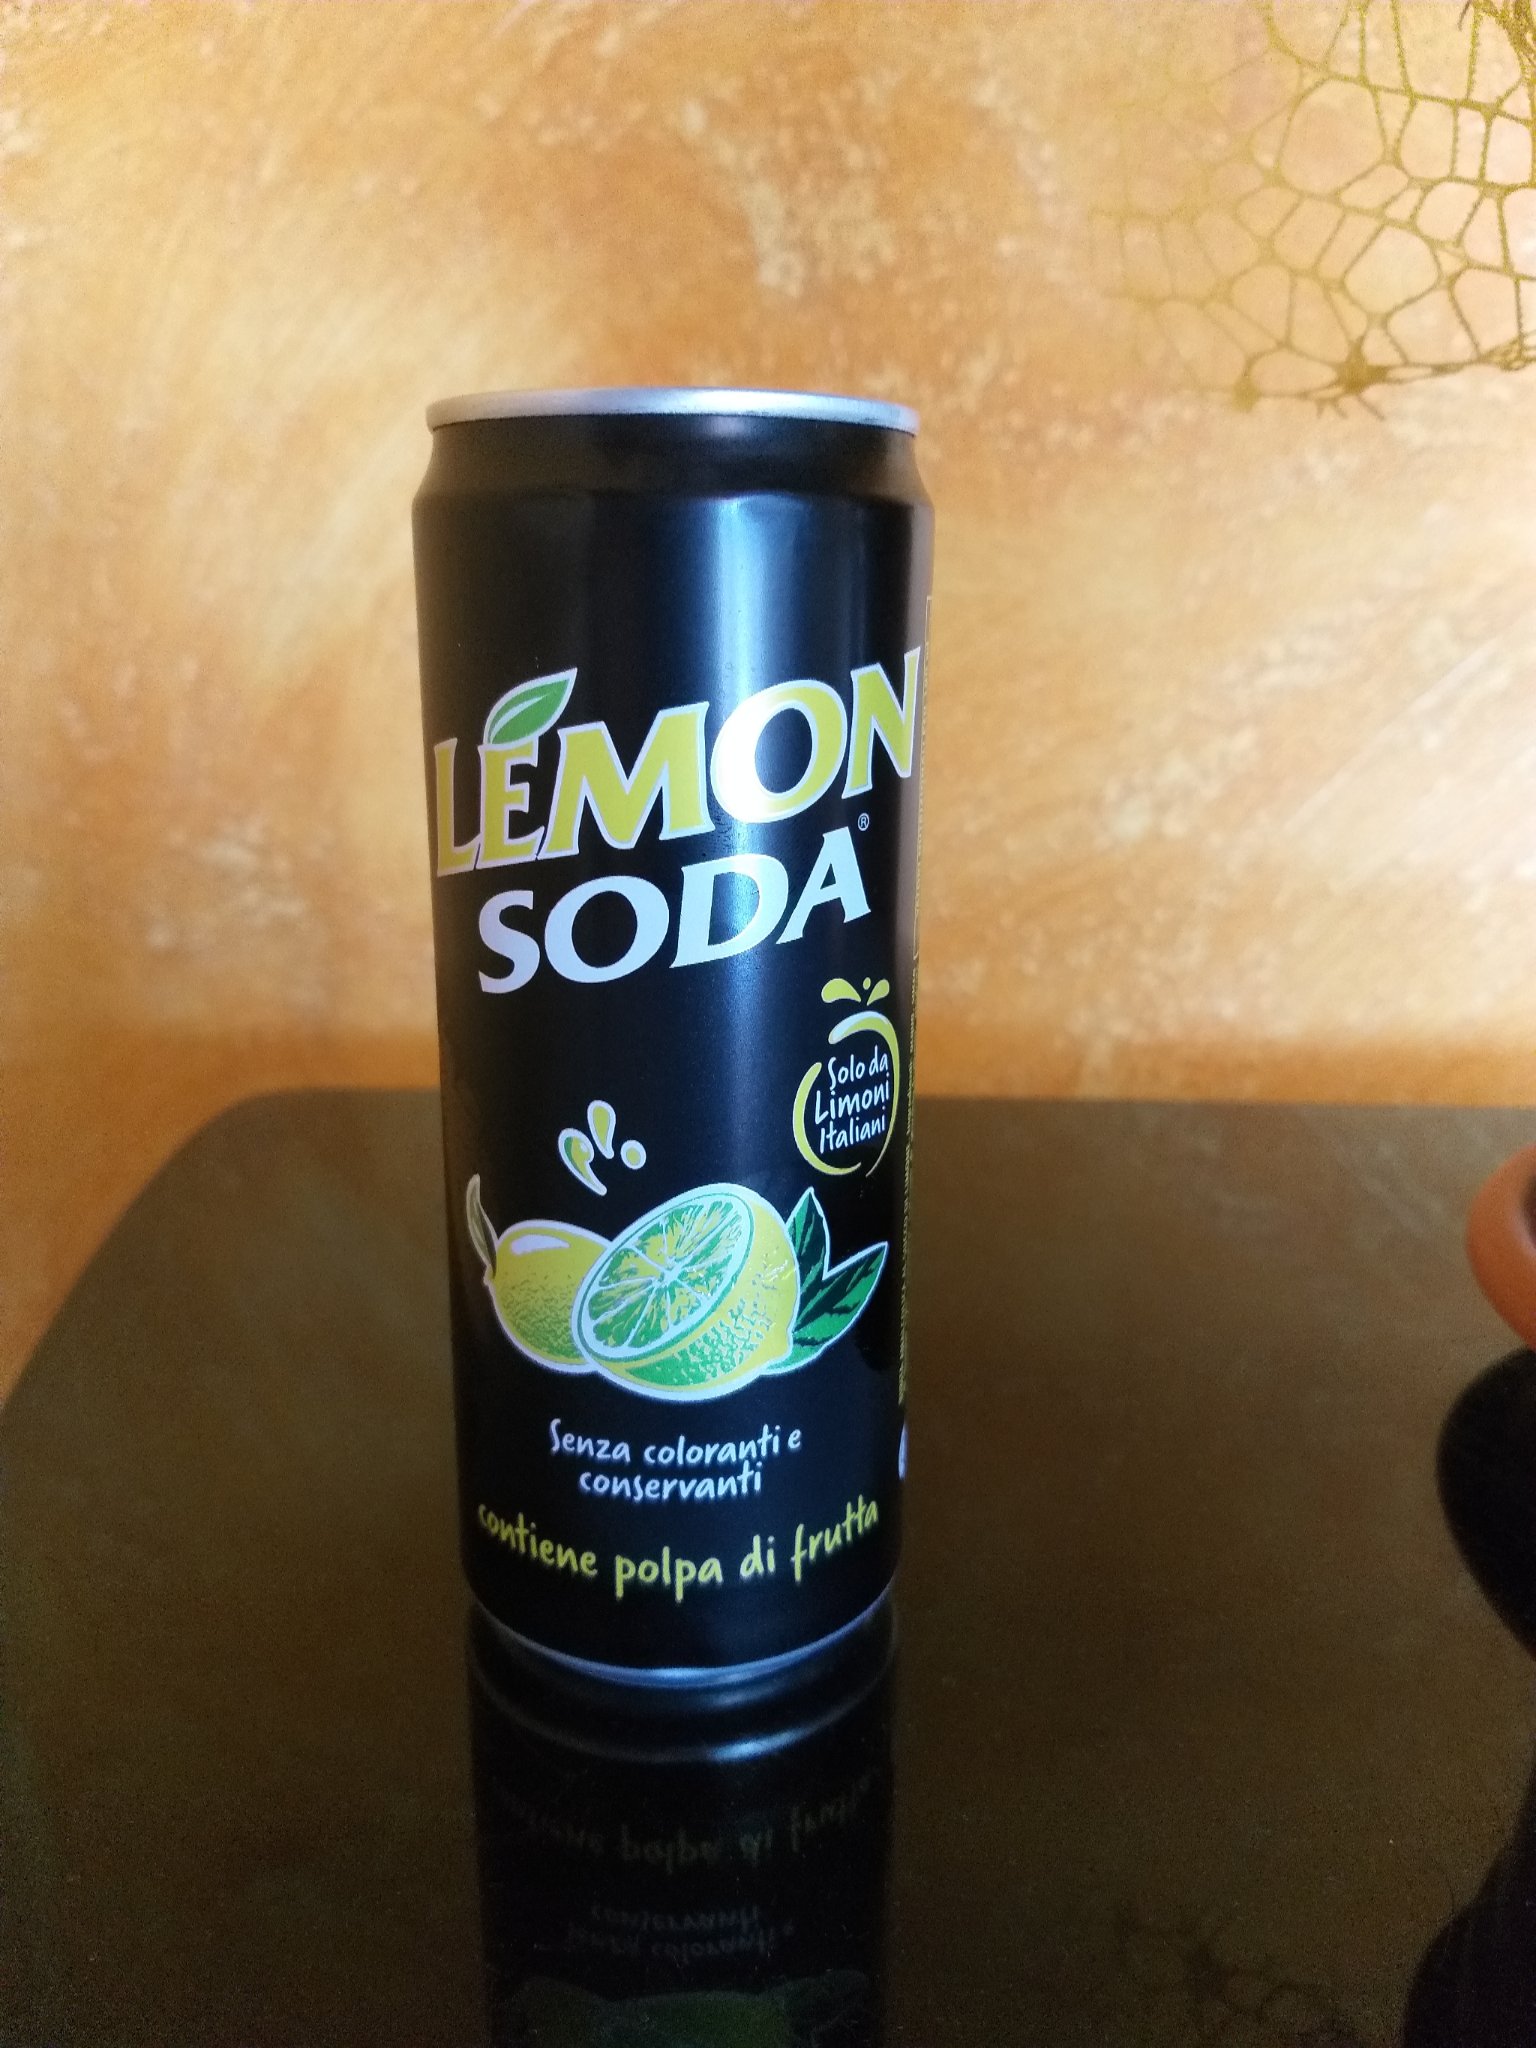 LEMON
SODA®
Solo da
Limoni
Italiani
Senza coloranti e
conservanti
contiene polpa di frutta